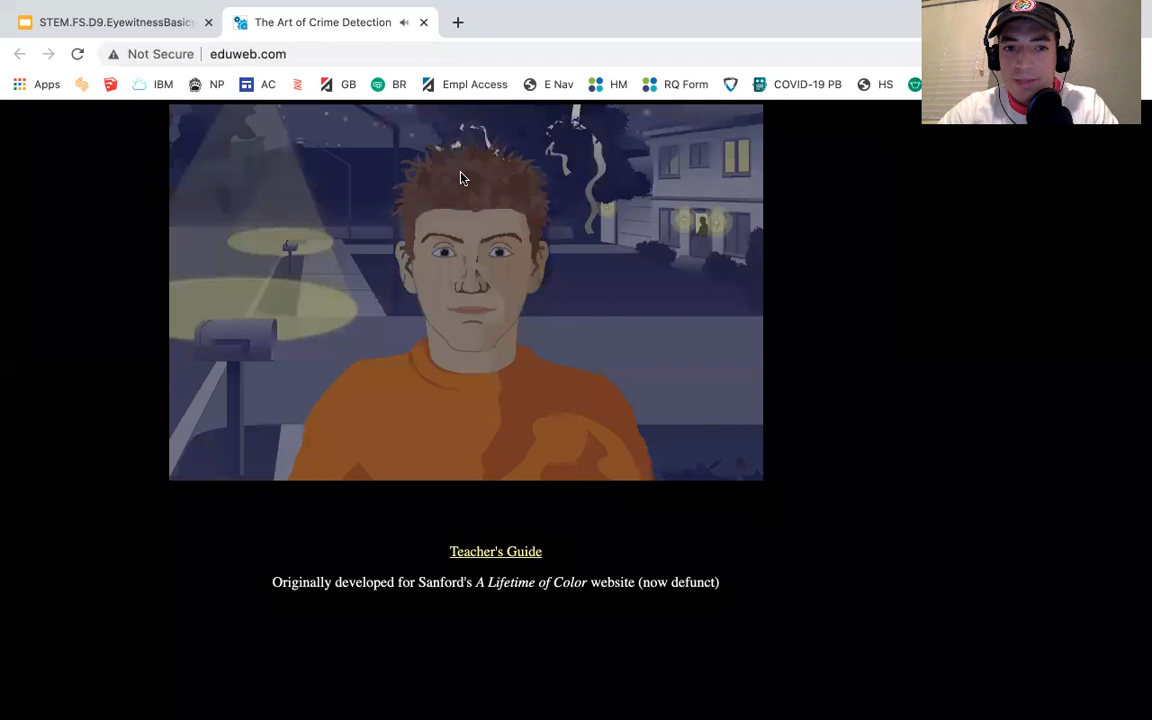 STEM.FS.D9.EyewitnessBasics
The Art of Crime Detection
Not Secure
eduweb.com
Apps
IBM
NP
AC
GB
BR
Empl Access
E Nav
HM
RQ Form
COVID-19 PB
HS
Teacher's Guide
Originally developed for Sanford's A Lifetime of Color website (now defunct)